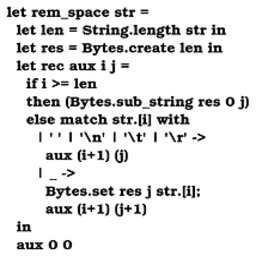 let rem_space str =
let len = String.length str in
let res = Bytes.create len in
let rec aux i j =
if i >= len
then (Bytes.sub_string res 0 j)
else match str.[i] with
| ' ' | '\n' | '\t' | '\r' ->
aux (i+1) (j)
| _ ->
Bytes.set res j str.[i];
aux (i+1) (j+1)
in
aux 0 0